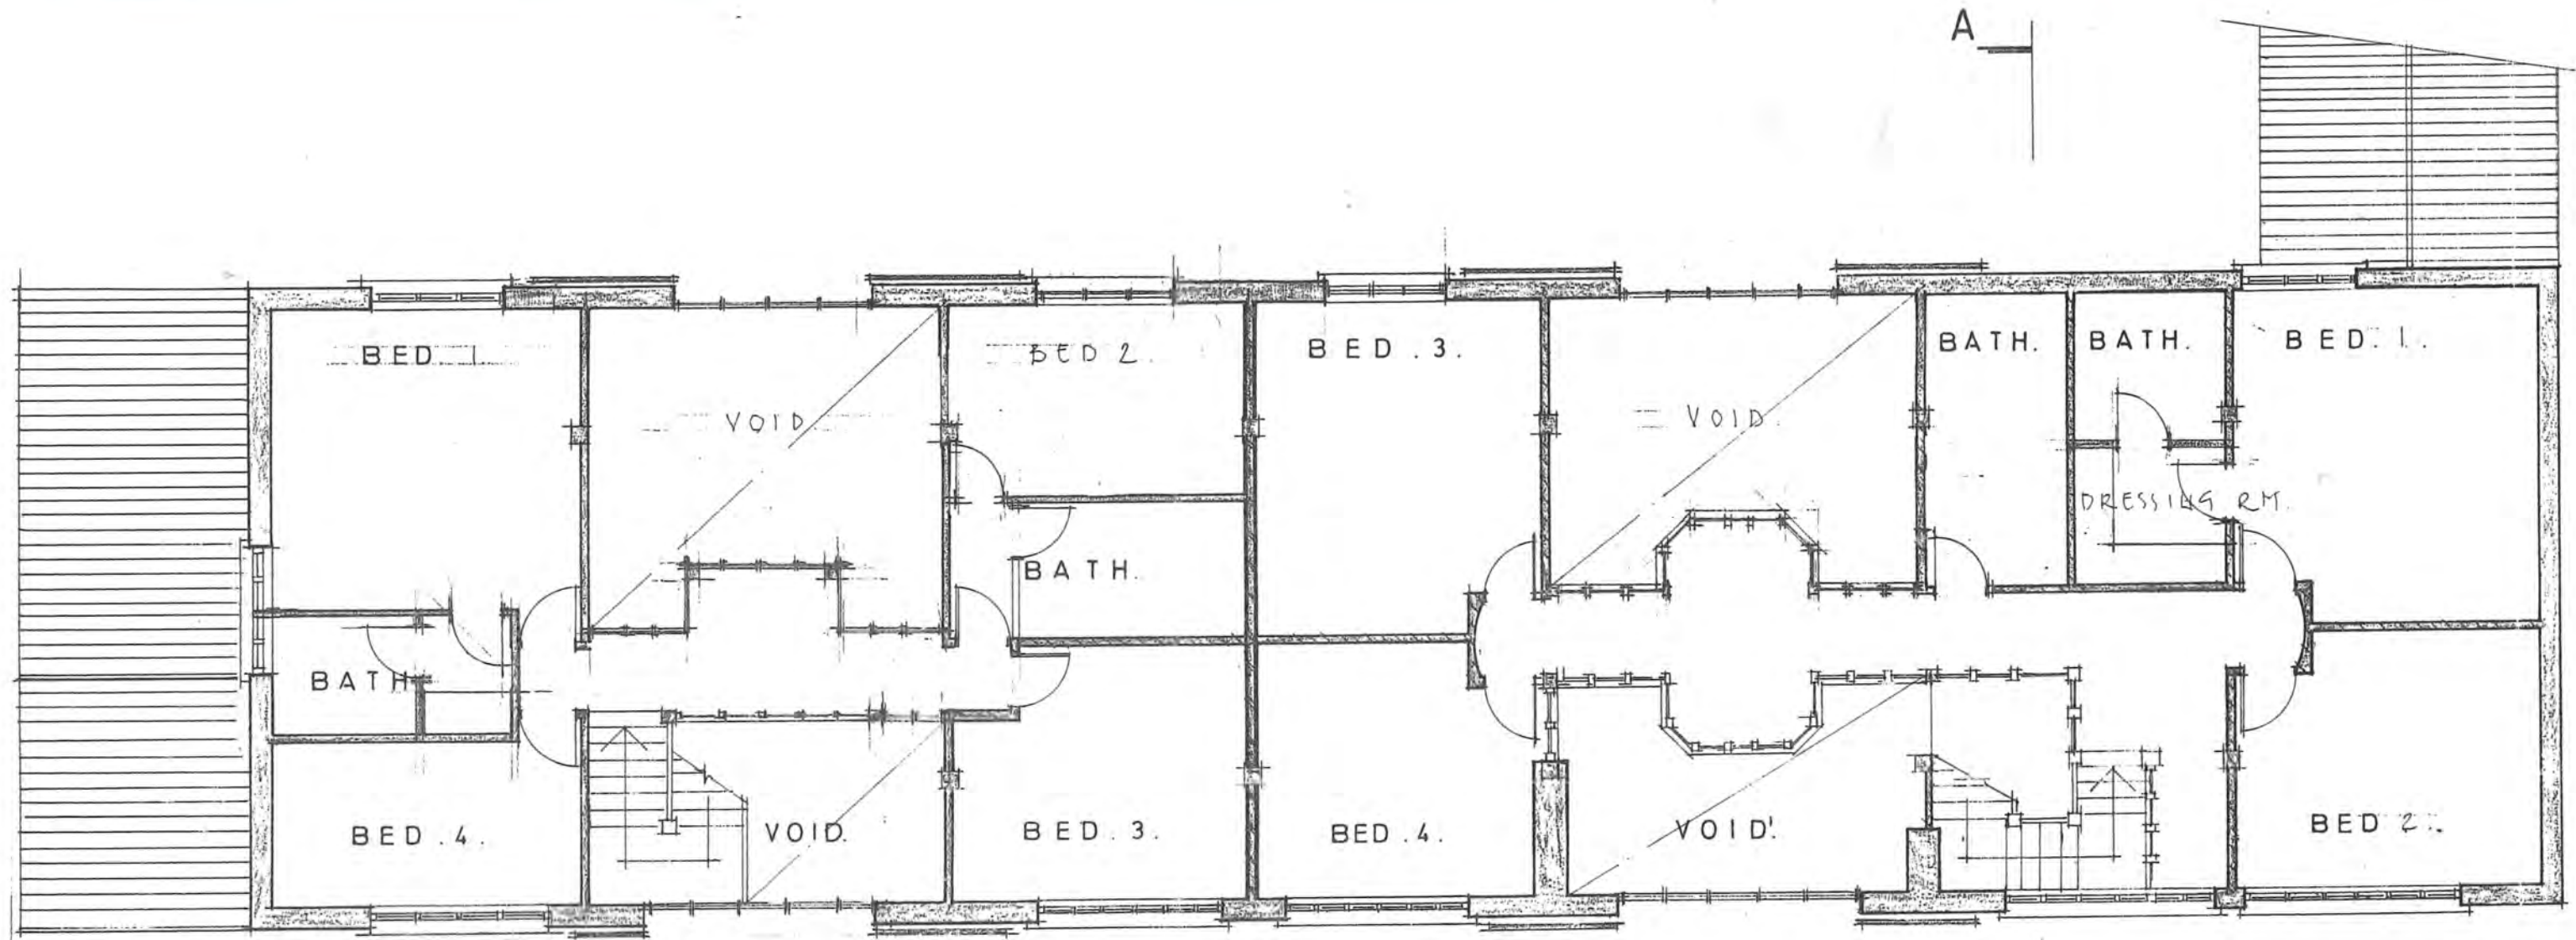 A
BED. 1.
VOID.
BED 2.
BED. 3.
VOID.
BATH.
BATH.
BED. 1.
DRESSING RM.
BATH.
BATH.
BED. 4.
VOID.
BED. 3.
BED. 4.
VOID.
BED 2.